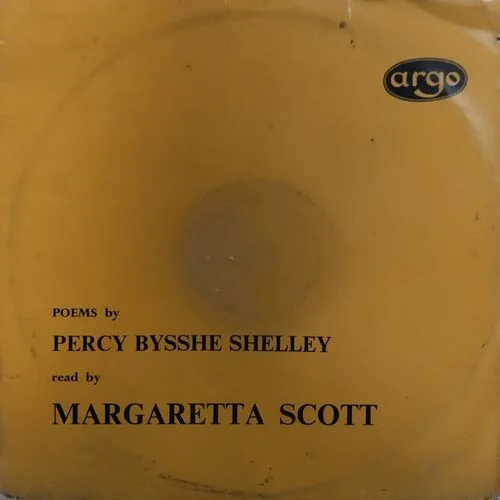 argo
POEMS by
PERCY BYSSHE SHELLEY
read by
MARGARETTA SCOTT